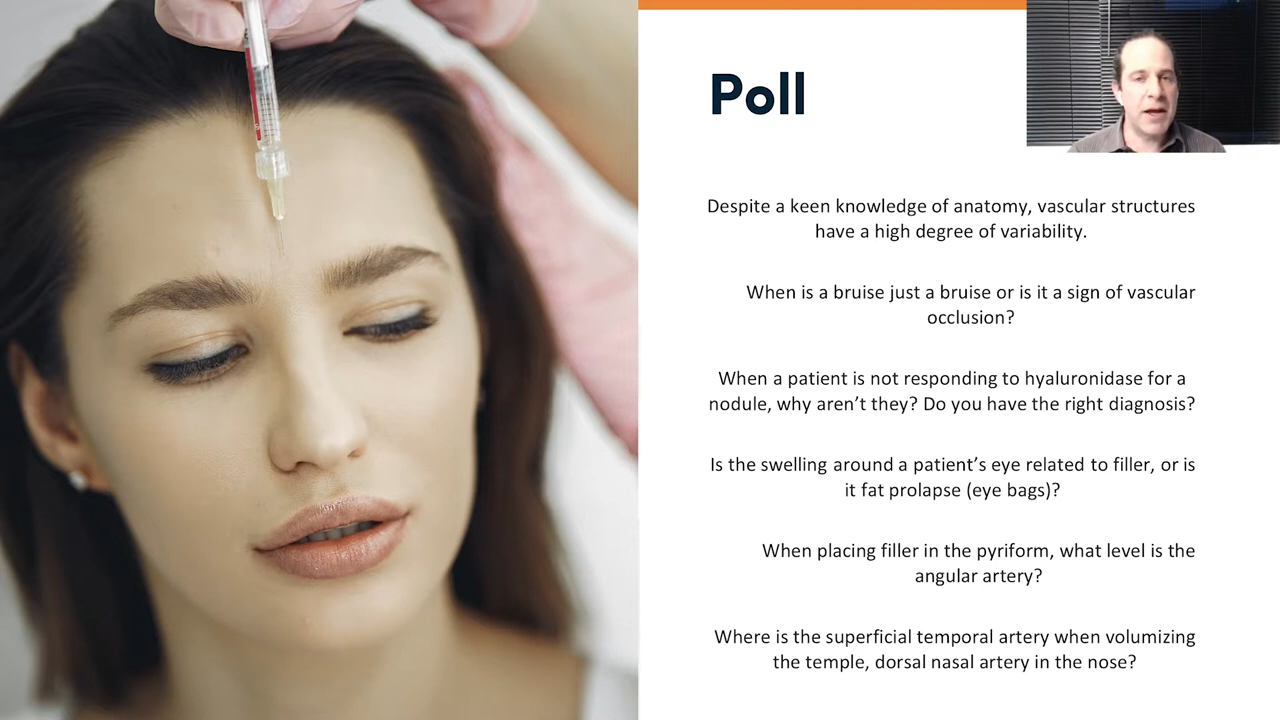 Poll
Despite a keen knowledge of anatomy, vascular structures
have a high degree of variability.
When is a bruise just a bruise or is it a sign of vascular
occlusion?
When a patient is not responding to hyaluronidase for a
nodule, why aren’t they? Do you have the right diagnosis?
Is the swelling around a patient’s eye related to filler, or is
it fat prolapse (eye bags)?
When placing filler in the pyriform, what level is the
angular artery?
Where is the superficial temporal artery when volumizing
the temple, dorsal nasal artery in the nose?